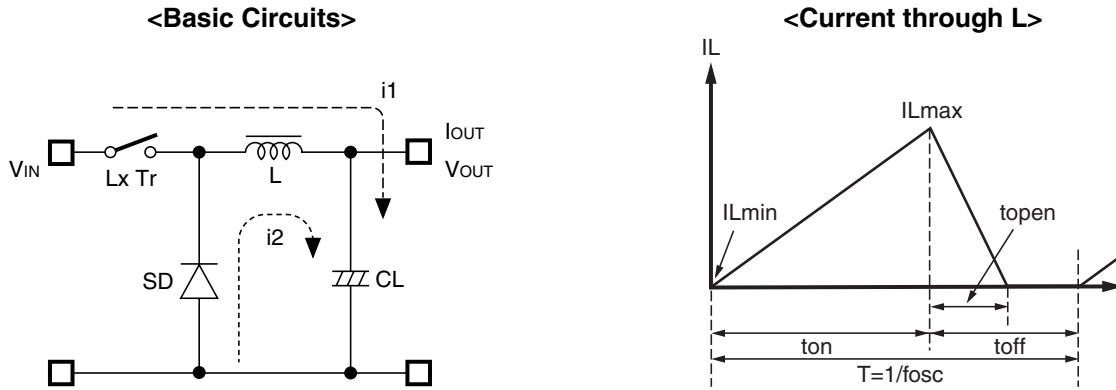 <Basic Circuits>
i1
VIN
Lx Tr
L
IOUT
VOUT
i2
SD
CL
<Current through L>
IL
ILmax
ILmin
topen
ton
toff
T=1/fosc